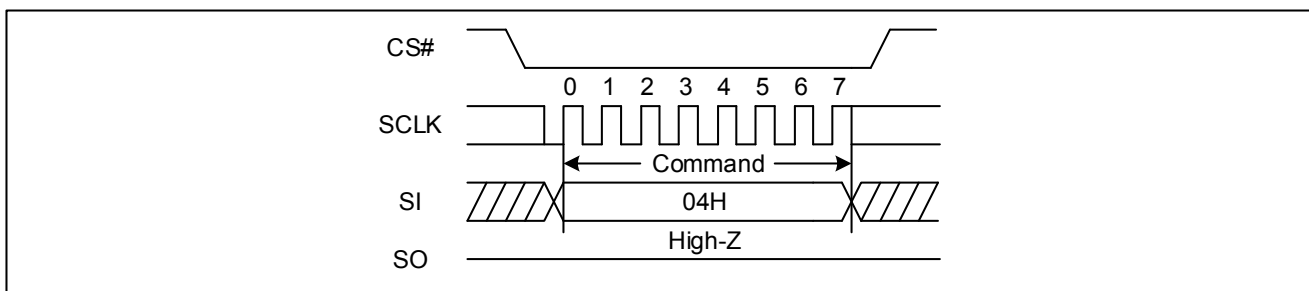 CS#
0 1 2 3 4 5 6 7
SCLK
Command
SI
04H
High-Z
SO